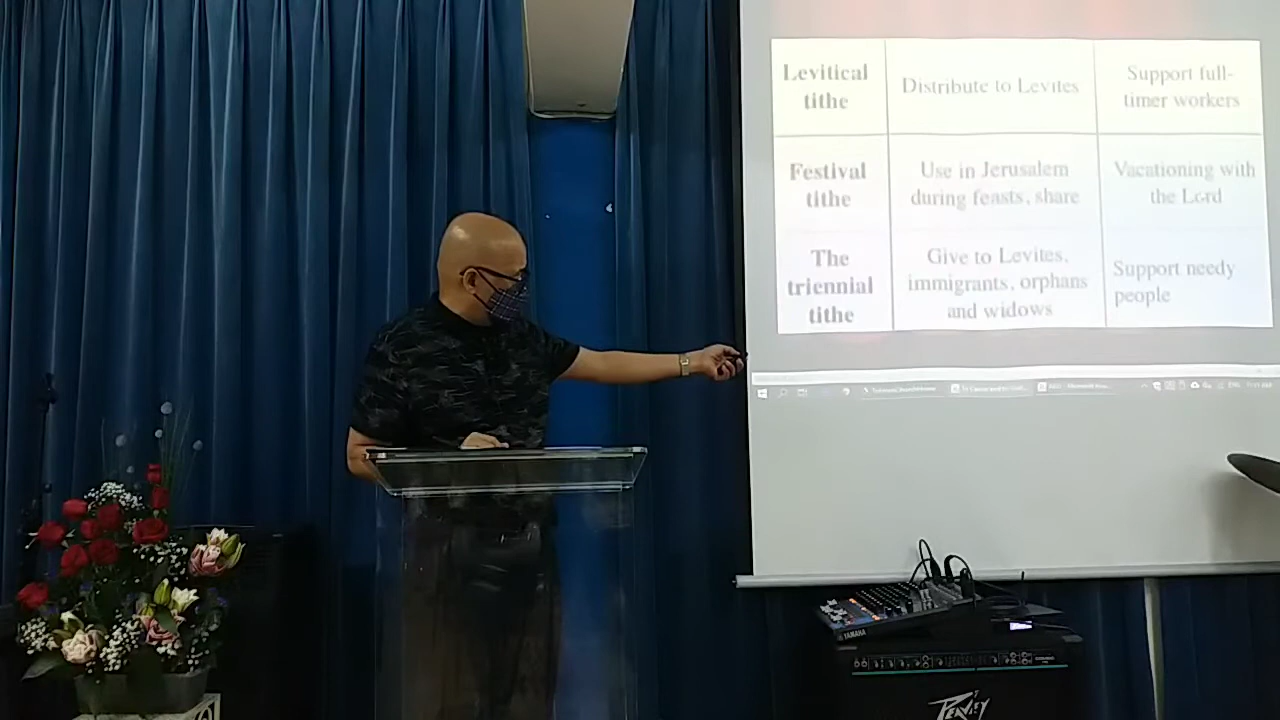 Levitical
tithe
Distribute to Levites
Support full-
timer workers
Festival
tithe
Use in Jerusalem
during feasts, share
Vacationing with
the Lord
The
triennial
tithe
Give to Levites,
immigrants, orphans
and widows
Support needy
people
YAMAHA
PEAVEY